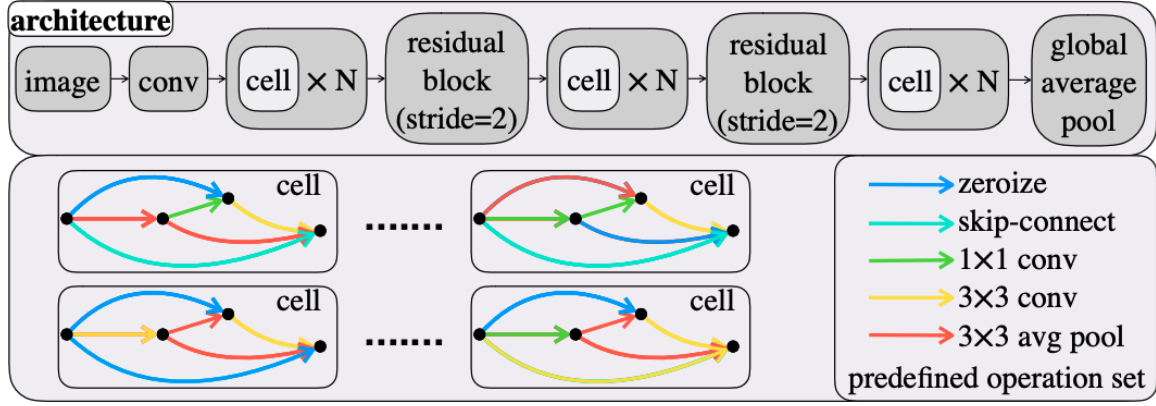 architecture
image
conv
cell × N
residual
block
(stride=2)
cell × N
residual
block
(stride=2)
cell × N
global
average
pool
cell
.......
cell
cell
.......
cell
zeroize
skip-connect
1×1 conv
3×3 conv
3×3 avg pool
predefined operation set